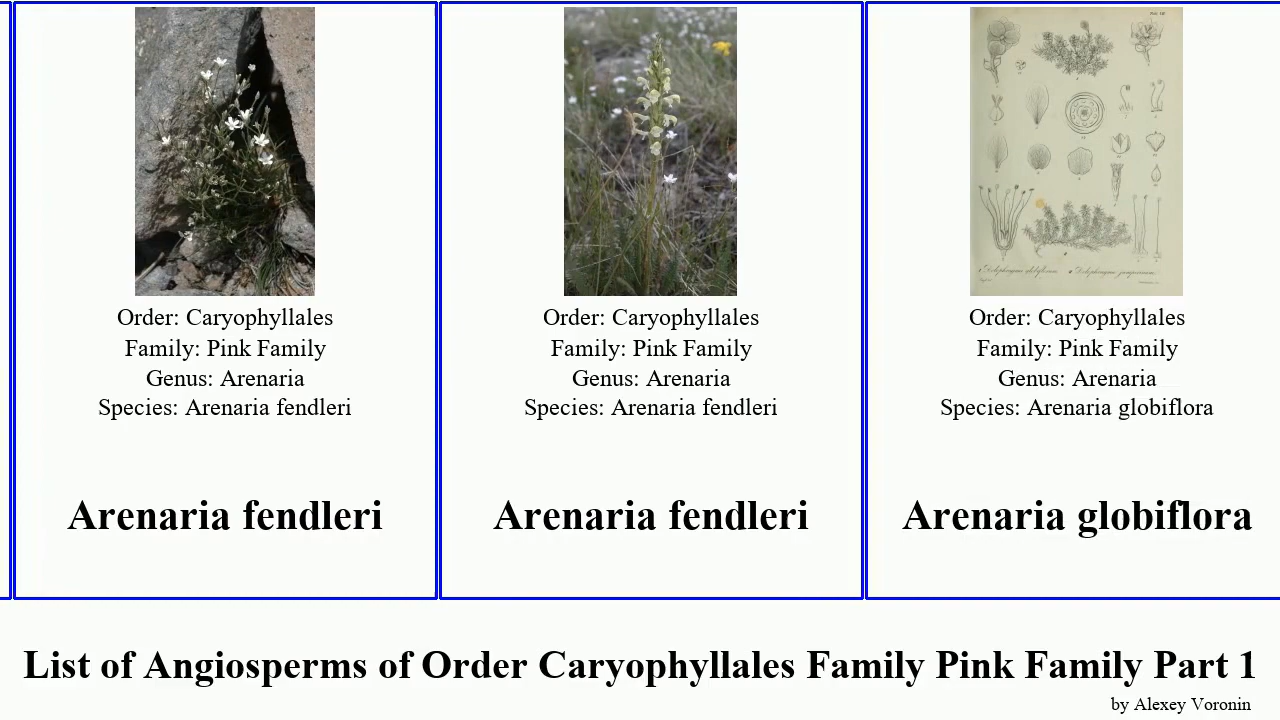 Order: Caryophyllales
Family: Pink Family
Genus: Arenaria
Species: Arenaria fendleri
Arenaria fendleri
Order: Caryophyllales
Family: Pink Family
Genus: Arenaria
Species: Arenaria fendleri
Arenaria fendleri
Order: Caryophyllales
Family: Pink Family
Genus: Arenaria
Species: Arenaria globiflora
Arenaria globiflora
List of Angiosperms of Order Caryophyllales Family Pink Family Part 1
by Alexey Voronin